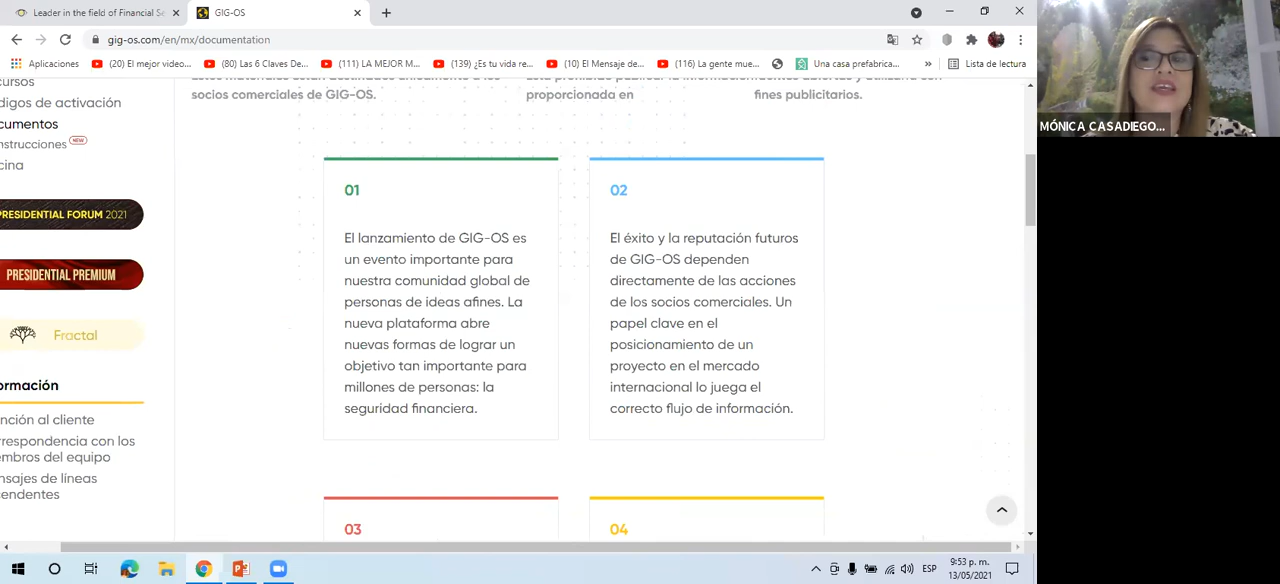 Leader in the field of Financial Se
GIG-OS
gig-os.com/en/mx/documentation
Aplicaciones
(20) El mejor video...
(80) Las 6 Claves De...
(111) LA MEJOR M...
(139) ¿Es tu vida re...
(10) El Mensaje de...
(116) La gente mue...
Una casa prefabrica...
»
Lista de lectura
cursos
digos de activación
cumentos
nstrucciones NEW
cina
PRESIDENTIAL FORUM 2021
PRESIDENTIAL PREMIUM
Fractal
ormación
nción al cliente
rrespondencia con los
embros del equipo
nsajes de líneas
cendentes
socios comerciales de GIG-OS.
proporcionada en
fines publicitarios.
01
El lanzamiento de GIG-OS es
un evento importante para
nuestra comunidad global de
personas de ideas afines. La
nueva plataforma abre
nuevas formas de lograr un
objetivo tan importante para
millones de personas: la
seguridad financiera.
02
El éxito y la reputación futuros
de GIG-OS dependen
directamente de las acciones
de los socios comerciales. Un
papel clave en el
posicionamiento de un
proyecto en el mercado
internacional lo juega el
correcto flujo de información.
03
04
MÓNICA CASADIEGO...
ESP
9:53 p. m.
13/05/2021